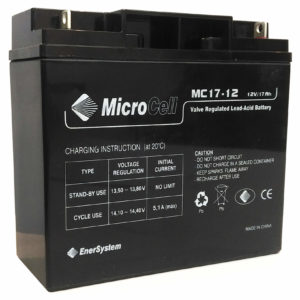 MicroCell
MC17-12 12V/17Ah
Valve Regulated Lead-Acid Battery
CHARGING INSTRUCTION (at 20°C)
TYPE VOLTAGE REGULATION INITIAL CURRENT
STAND-BY USE 13,50 ~ 13,80V NO LIMIT
CYCLE USE 14,10 ~ 14,40V 5,1A (max)
CAUTION
- DO NOT SHORT CIRCUIT
- DO NOT CHARGE IN A SEALED CONTAINER
KEEP SPARKS FLAME AWAY
- RECHARGE AFTER USE
Pb Pb
MADE IN P.R.CHINA
EnerSystem